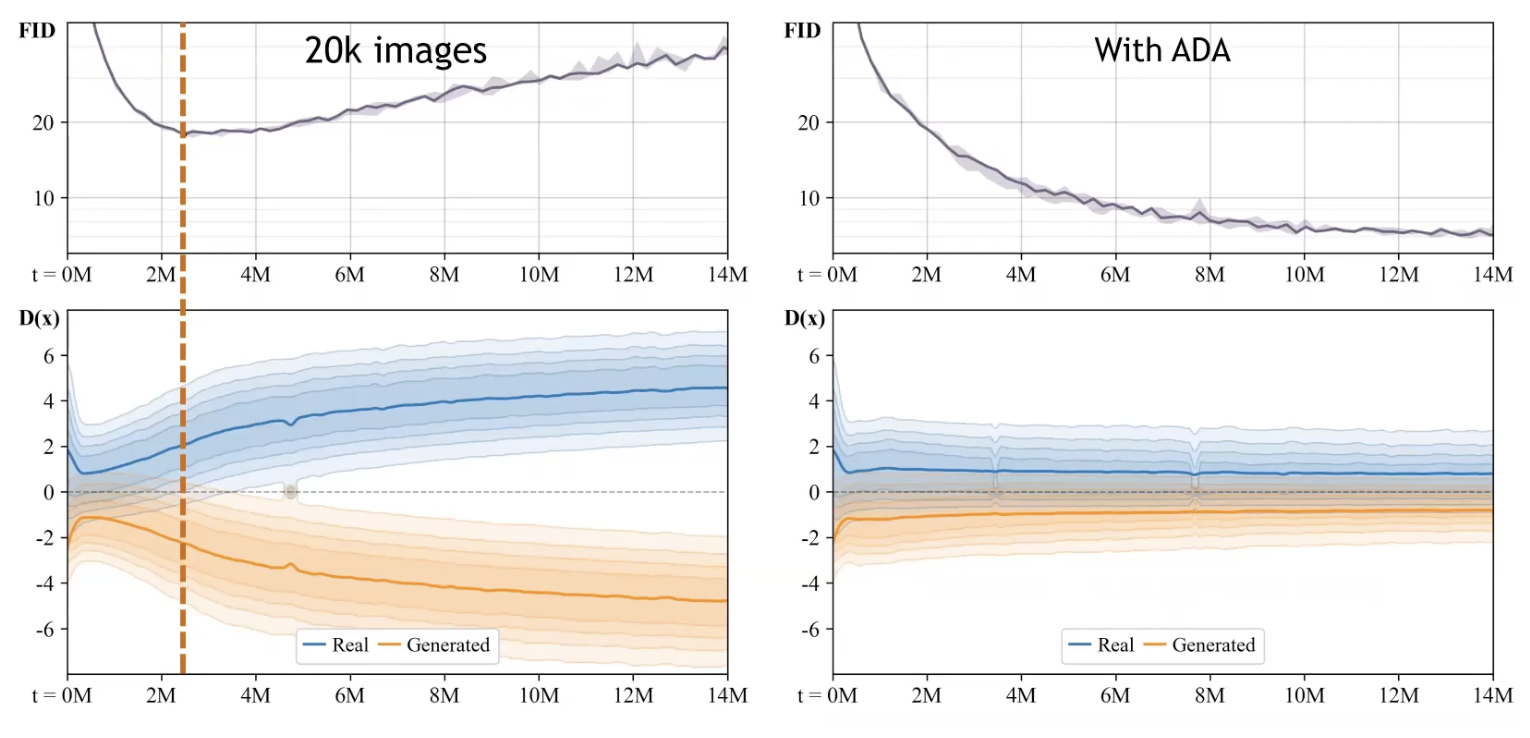 FID
20k images
20
10
t = 0M 2M 4M 6M 8M 10M 12M 14M
D(x)
6
4
2
0
-2
-4
-6
Real Generated
t = 0M 2M 4M 6M 8M 10M 12M 14M
FID
With ADA
20
10
t = 0M 2M 4M 6M 8M 10M 12M 14M
D(x)
6
4
2
0
-2
-4
-6
Real Generated
t = 0M 2M 4M 6M 8M 10M 12M 14M